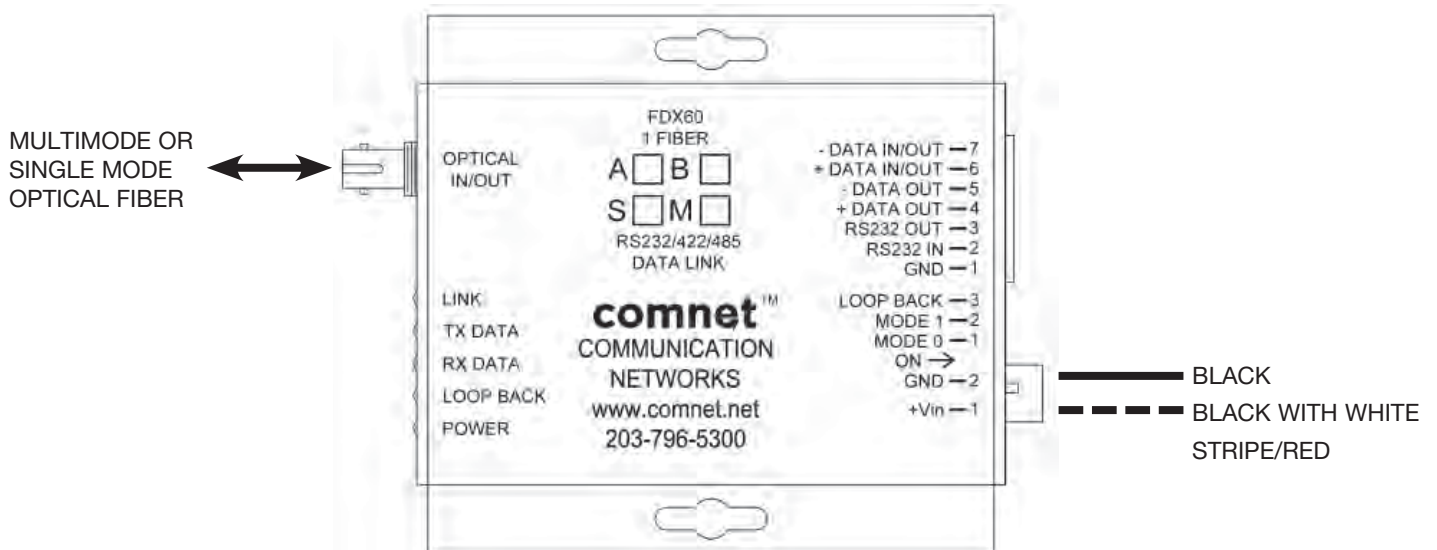 MULTIMODE OR
SINGLE MODE
OPTICAL FIBER
OPTICAL
IN/OUT
FDX60
1 FIBER
A B
S M
RS232/422/485
DATA LINK
- DATA IN/OUT 7
+ DATA IN/OUT 6
- DATA OUT 5
+ DATA OUT 4
RS232 OUT 3
RS232 IN 2
GND 1
LINK
TX DATA
RX DATA
LOOP BACK
POWER
comnet™
COMMUNICATION
NETWORKS
www.comnet.net
203-796-5300
LOOP BACK 3
MODE 1 2
MODE 0 1
ON →
GND 2
+Vin 1
BLACK
BLACK WITH WHITE
STRIPE/RED